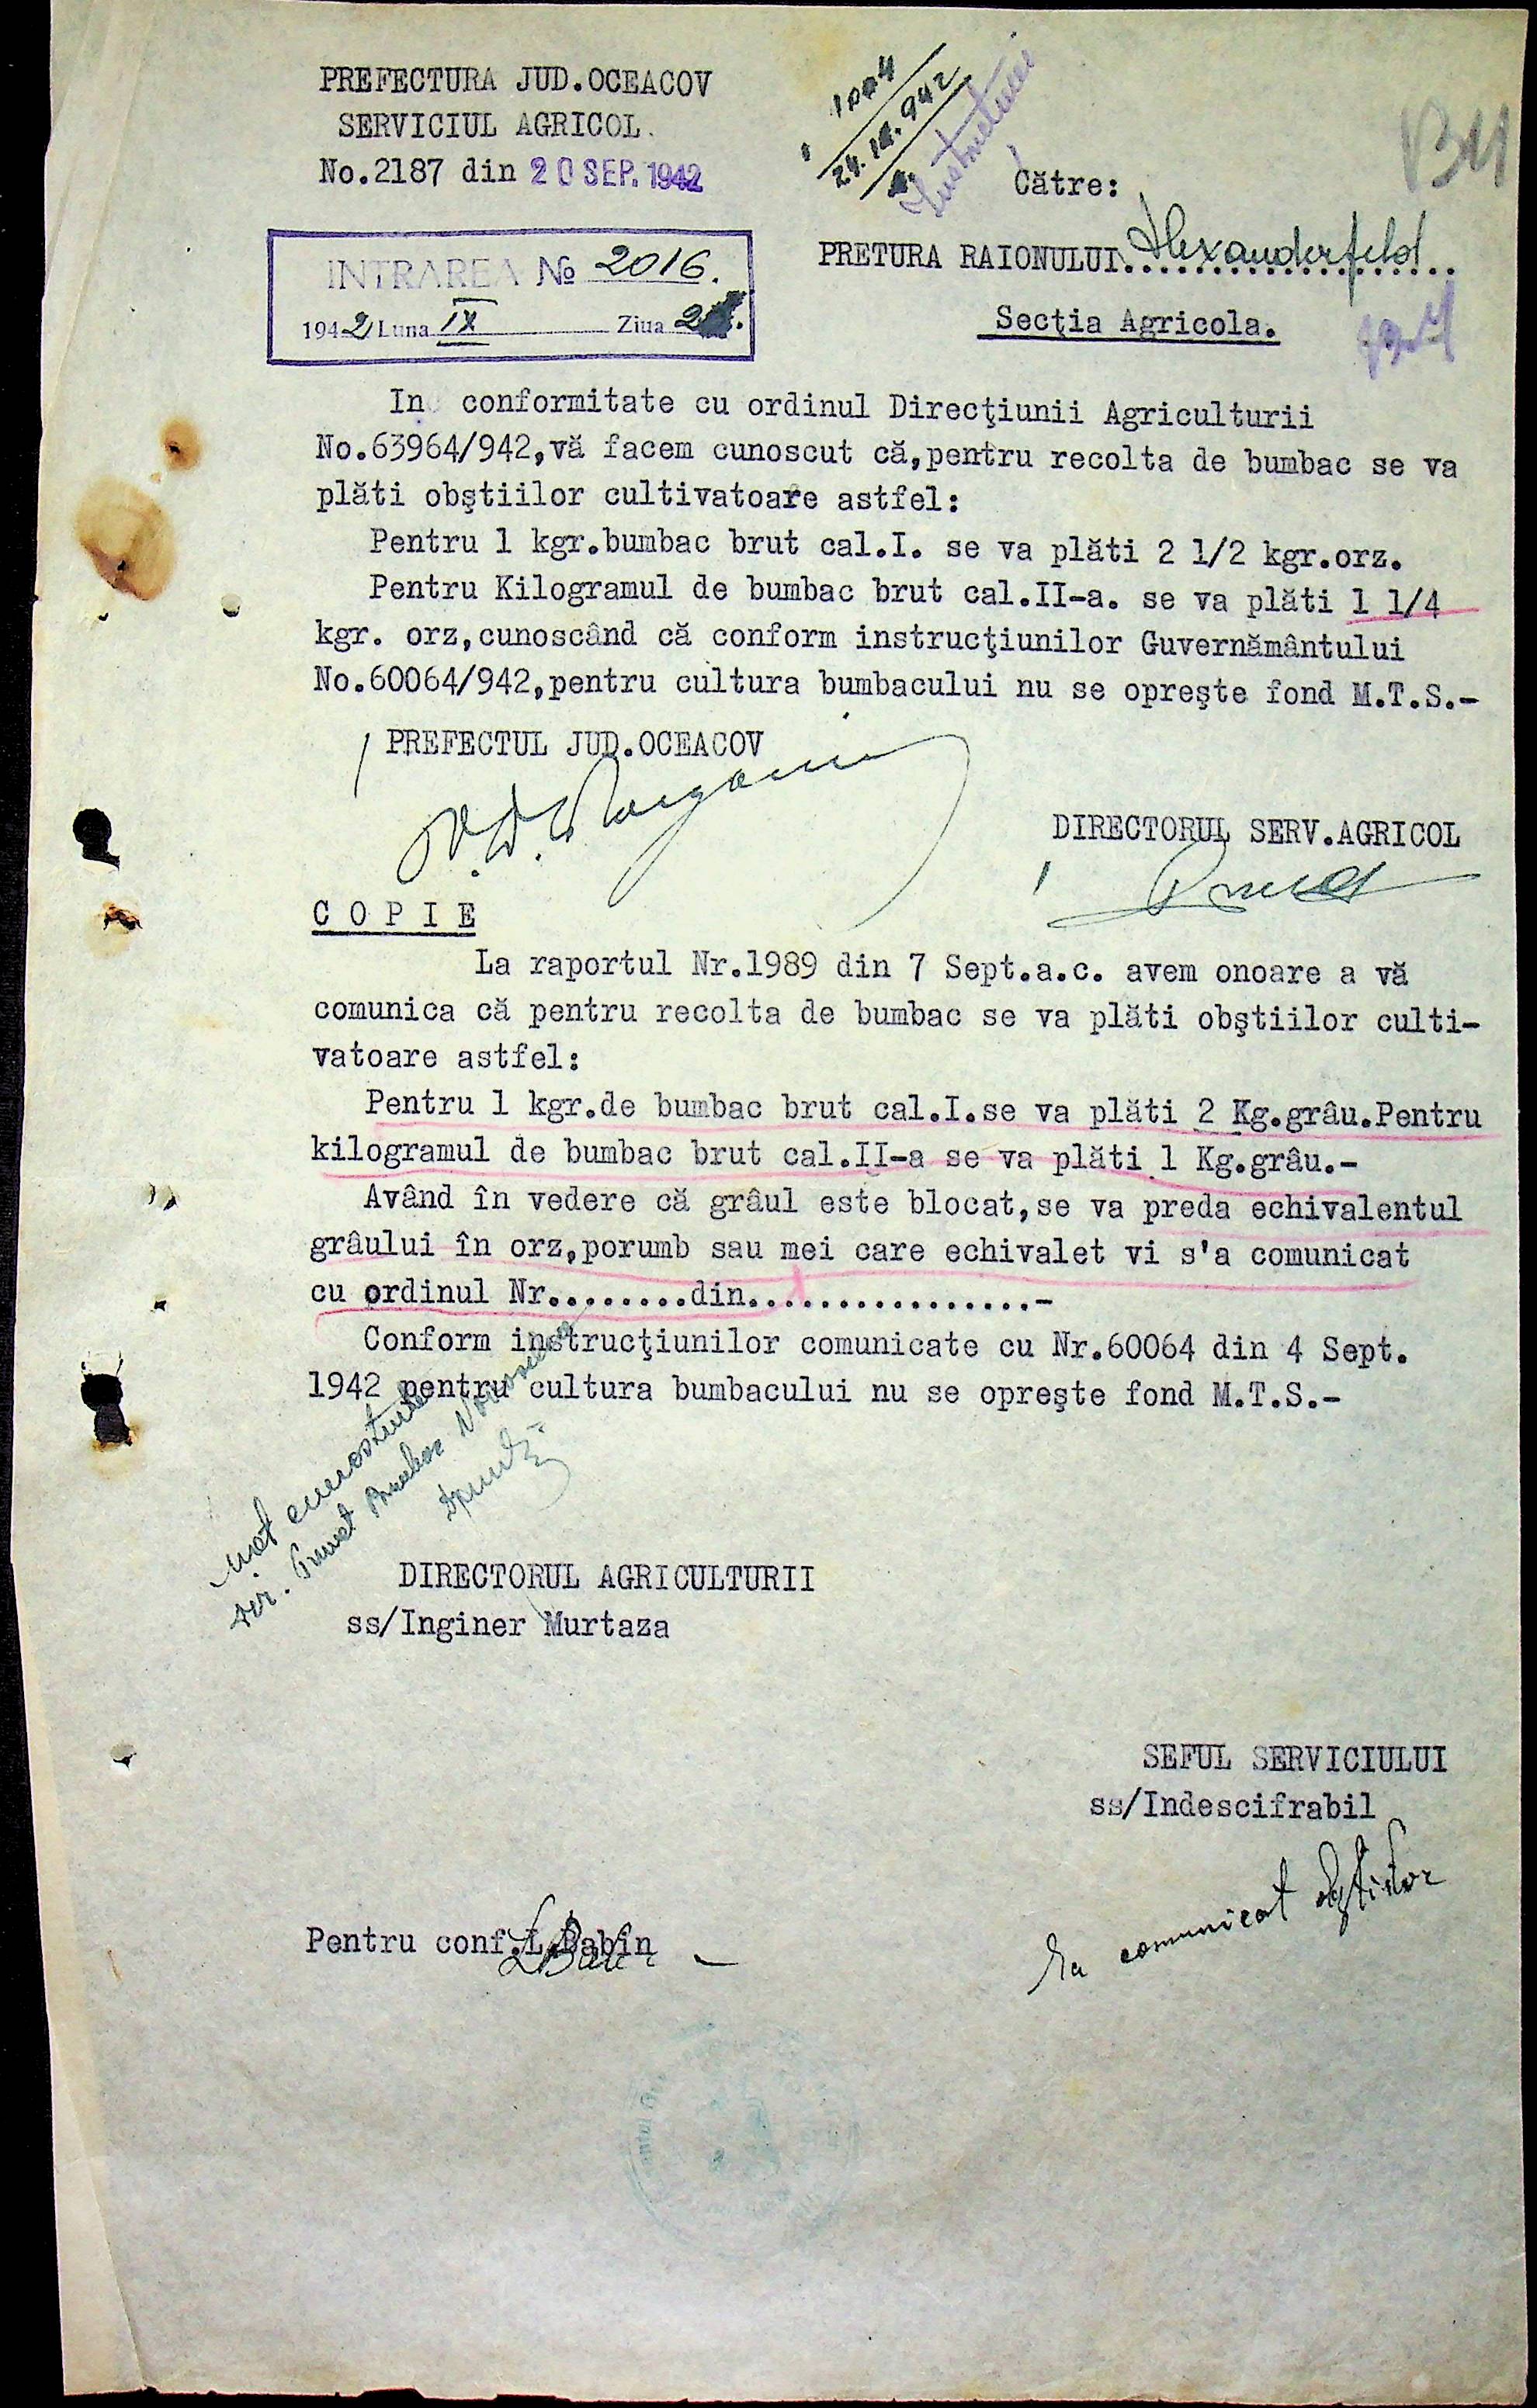 PREFECTURA JUD.OCEACOV
SERVICIUL AGRICOL.
No.2187 din 20 SEP. 1942
Instrucțiuni
Către:
PRETURA RAIONULUI.Alexanderfeld..
Secţia Agricola.
134
134
INTRAREA No 2016.
1942 Luna IX Ziua
In conformitate cu ordinul Direcţiunii Agriculturii
No.63964/942,vă facem cunoscut că,pentru recolta de bumbac se va
plăti obştiilor cultivatoare astfel:
Pentru 1 kgr.bumbac brut cal.I. se va plăti 2 1/2 kgr.orz.
Pentru Kilogramul de bumbac brut cal.II-a. se va plăti 1 1/4
kgr. orz,cunoscând că conform instrucţiunilor Guvernământului
No.60064/942,pentru cultura bumbacului nu se opreşte fond M.T.S.-
PREFECTUL JUD.OCEACOV
DIRECTORUL SERV.AGRICOL
C O P I E
La raportul Nr.1989 din 7 Sept.a.c. avem onoare a vă
comunica că pentru recolta de bumbac se va plăti obştiilor culti-
vatoare astfel:
Pentru 1 kgr.de bumbac brut cal.I.se va plăti 2 Kg.grâu.Pentru
kilogramul de bumbac brut cal.II-a se va plăti 1 Kg.grâu.-
Având în vedere că grâul este blocat,se va preda echivalentul
grâului în orz,porumb sau mei care echivalet vi s'a comunicat
cu ordinul Nr........din................-
Conform instrucţiunilor comunicate cu Nr.60064 din 4 Sept.
1942 pentru cultura bumbacului nu se opreşte fond M.T.S.-
DIRECTORUL AGRICULTURII
ss/Inginer Murtaza
SEFUL SERVICIULUI
ss/Indescifrabil
comunicat obştiilor
Pentru conf.L.Babin